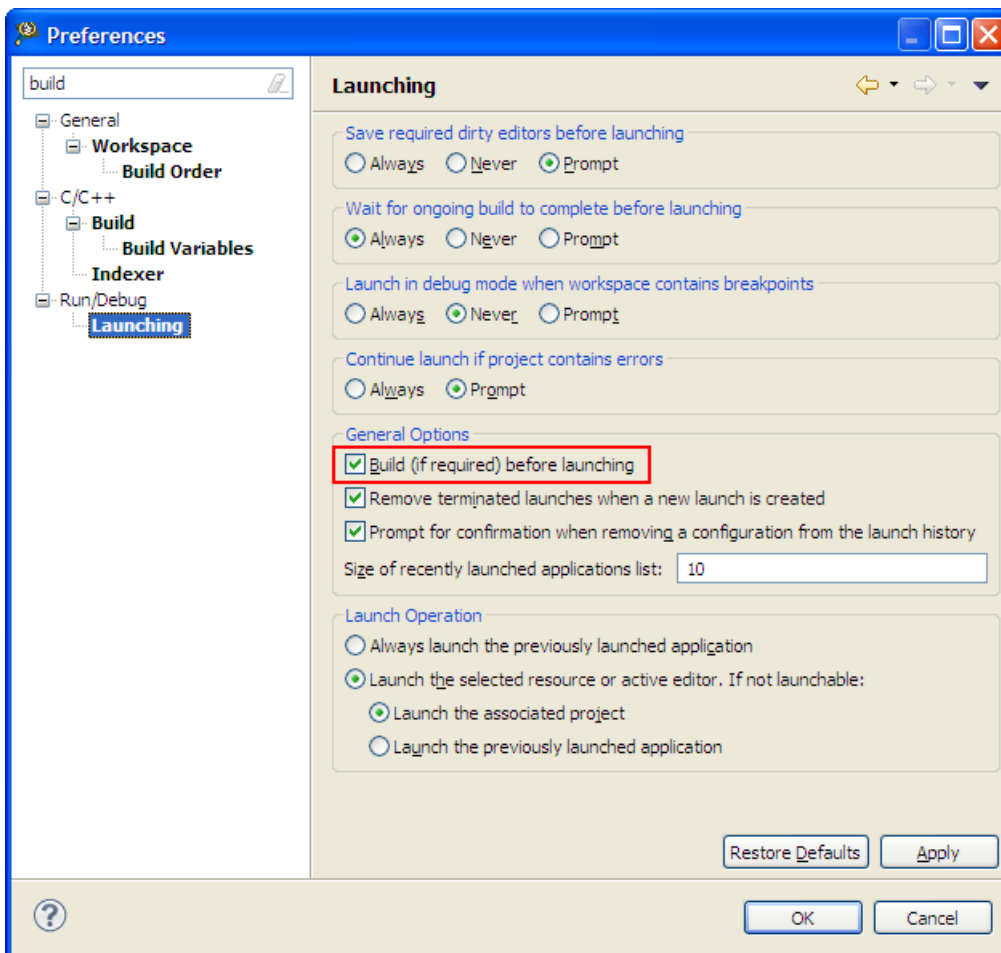 Preferences
build
General
Workspace
Build Order
C/C++
Build
Build Variables
Indexer
Run/Debug
Launching
Launching
Save required dirty editors before launching
Always Never Prompt
Wait for ongoing build to complete before launching
Always Never Prompt
Launch in debug mode when workspace contains breakpoints
Always Never Prompt
Continue launch if project contains errors
Always Prompt
General Options
Build (if required) before launching
Remove terminated launches when a new launch is created
Prompt for confirmation when removing a configuration from the launch history
Size of recently launched applications list: 10
Launch Operation
Always launch the previously launched application
Launch the selected resource or active editor. If not launchable:
Launch the associated project
Launch the previously launched application
Restore Defaults Apply
? OK Cancel